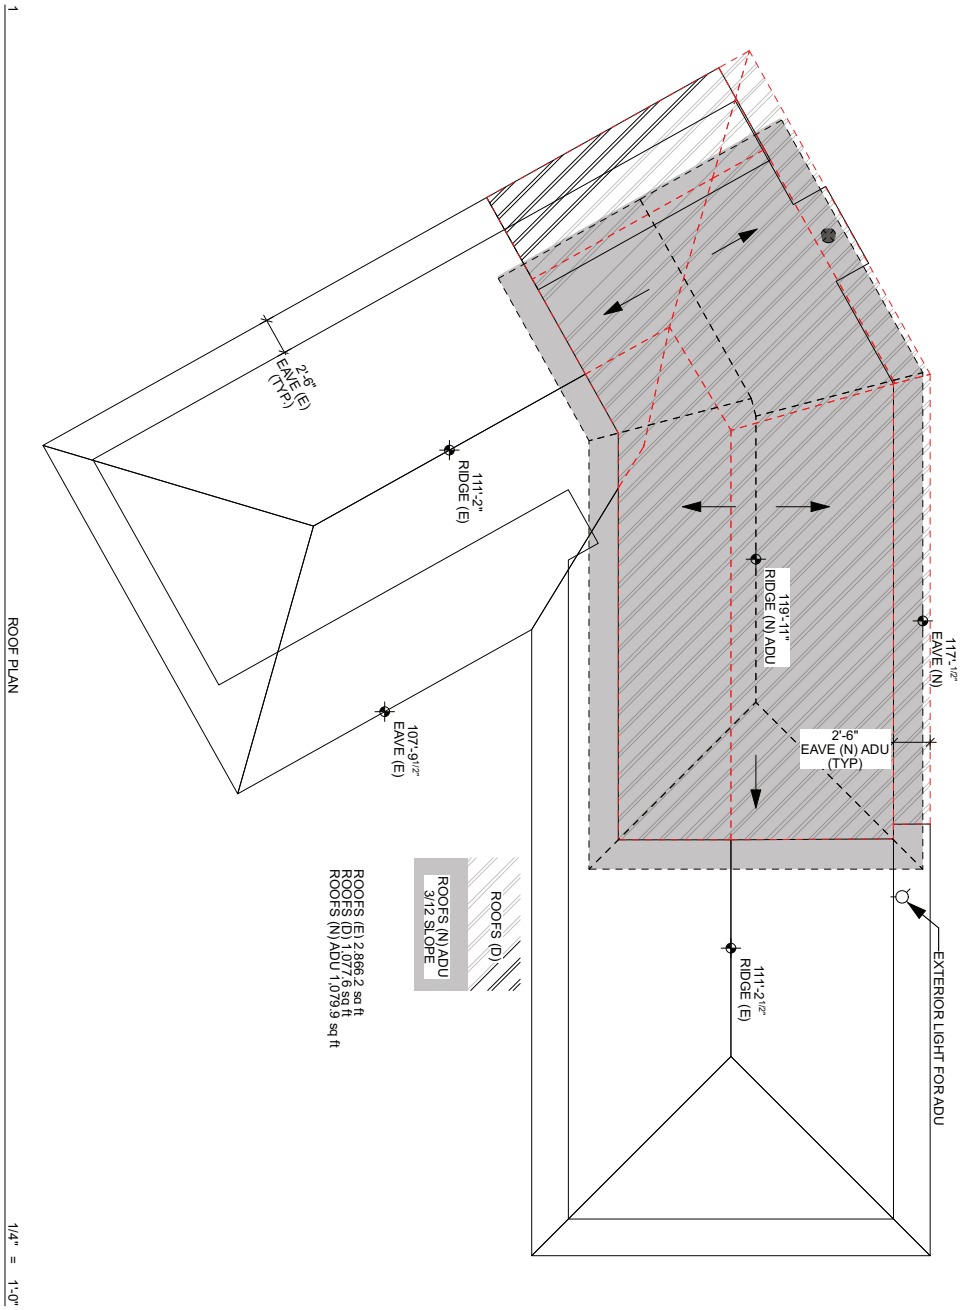 117'-1/2"
EAVE (N)
2'-6"
EAVE (N) ADU
(TYP)
EXTERIOR LIGHT FOR ADU
119'-11"
RIDGE (N) ADU
111'-2 1/2"
RIDGE (E)
111'-2"
RIDGE (E)
2'-6"
EAVE (E)
(TYP.)
107'-9 1/2"
EAVE (E)
ROOFS (D)
ROOFS (N) ADU
3/12 SLOPE
ROOFS (E) 2,866.2 sq ft
ROOFS (D) 1,077.6 sq ft
ROOFS (N) ADU 1,079.9 sq ft
1
ROOF PLAN
1/4" = 1'-0"